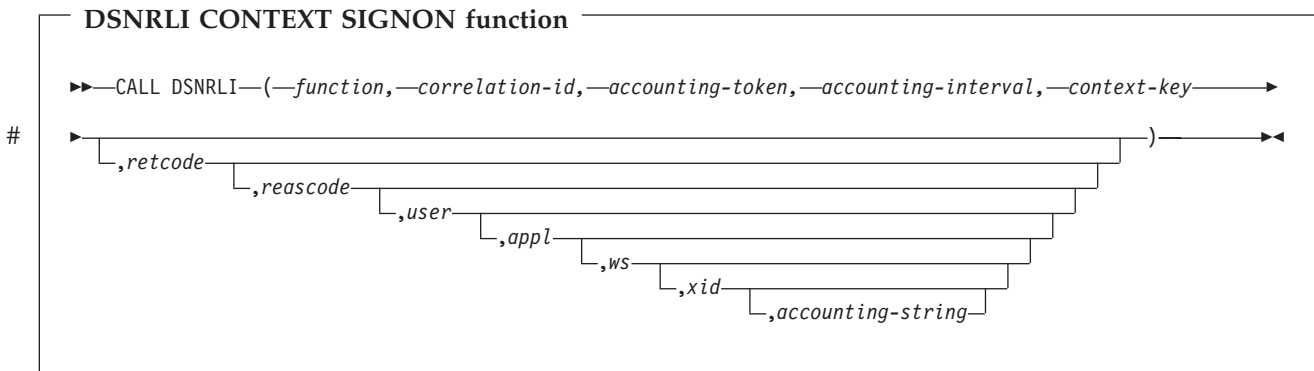 DSNRLI CONTEXT SIGNON function
CALL DSNRLI ( function, correlation-id, accounting-token, accounting-interval, context-key
# )
,retcode
,reascode
,user
,appl
,ws
,xid
,accounting-string